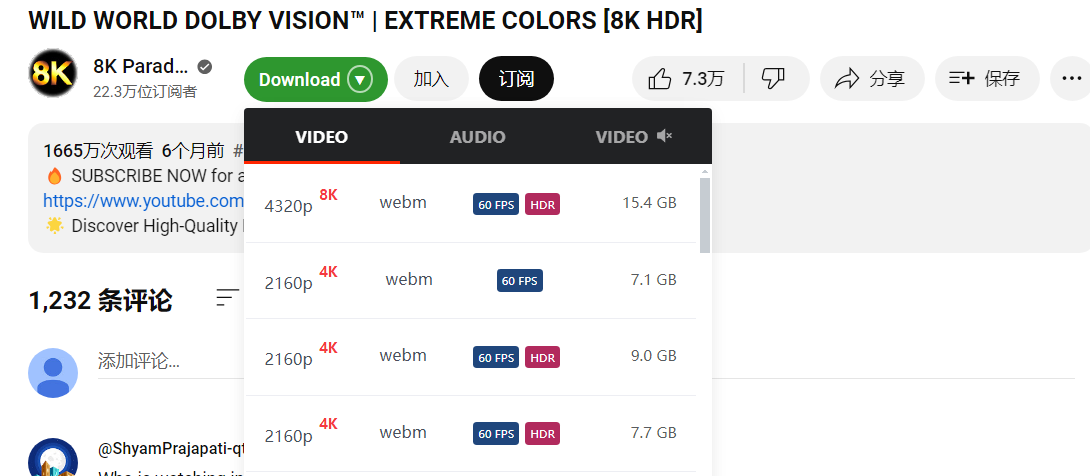 WILD WORLD DOLBY VISION™ | EXTREME COLORS [8K HDR]
8K
8K Parad...
22.3万位订阅者
Download
加入
订阅
7.3万
分享
保存
VIDEO AUDIO VIDEO
1665万次观看 6个月前 #
🔥 SUBSCRIBE NOW for a
https://www.youtube.com
🌟 Discover High-Quality
4320p 8K webm 60 FPS HDR 15.4 GB
2160p 4K webm 60 FPS 7.1 GB
2160p 4K webm 60 FPS HDR 9.0 GB
2160p 4K webm 60 FPS HDR 7.7 GB
1,232 条评论
添加评论...
@ShyamPrajapati-qt